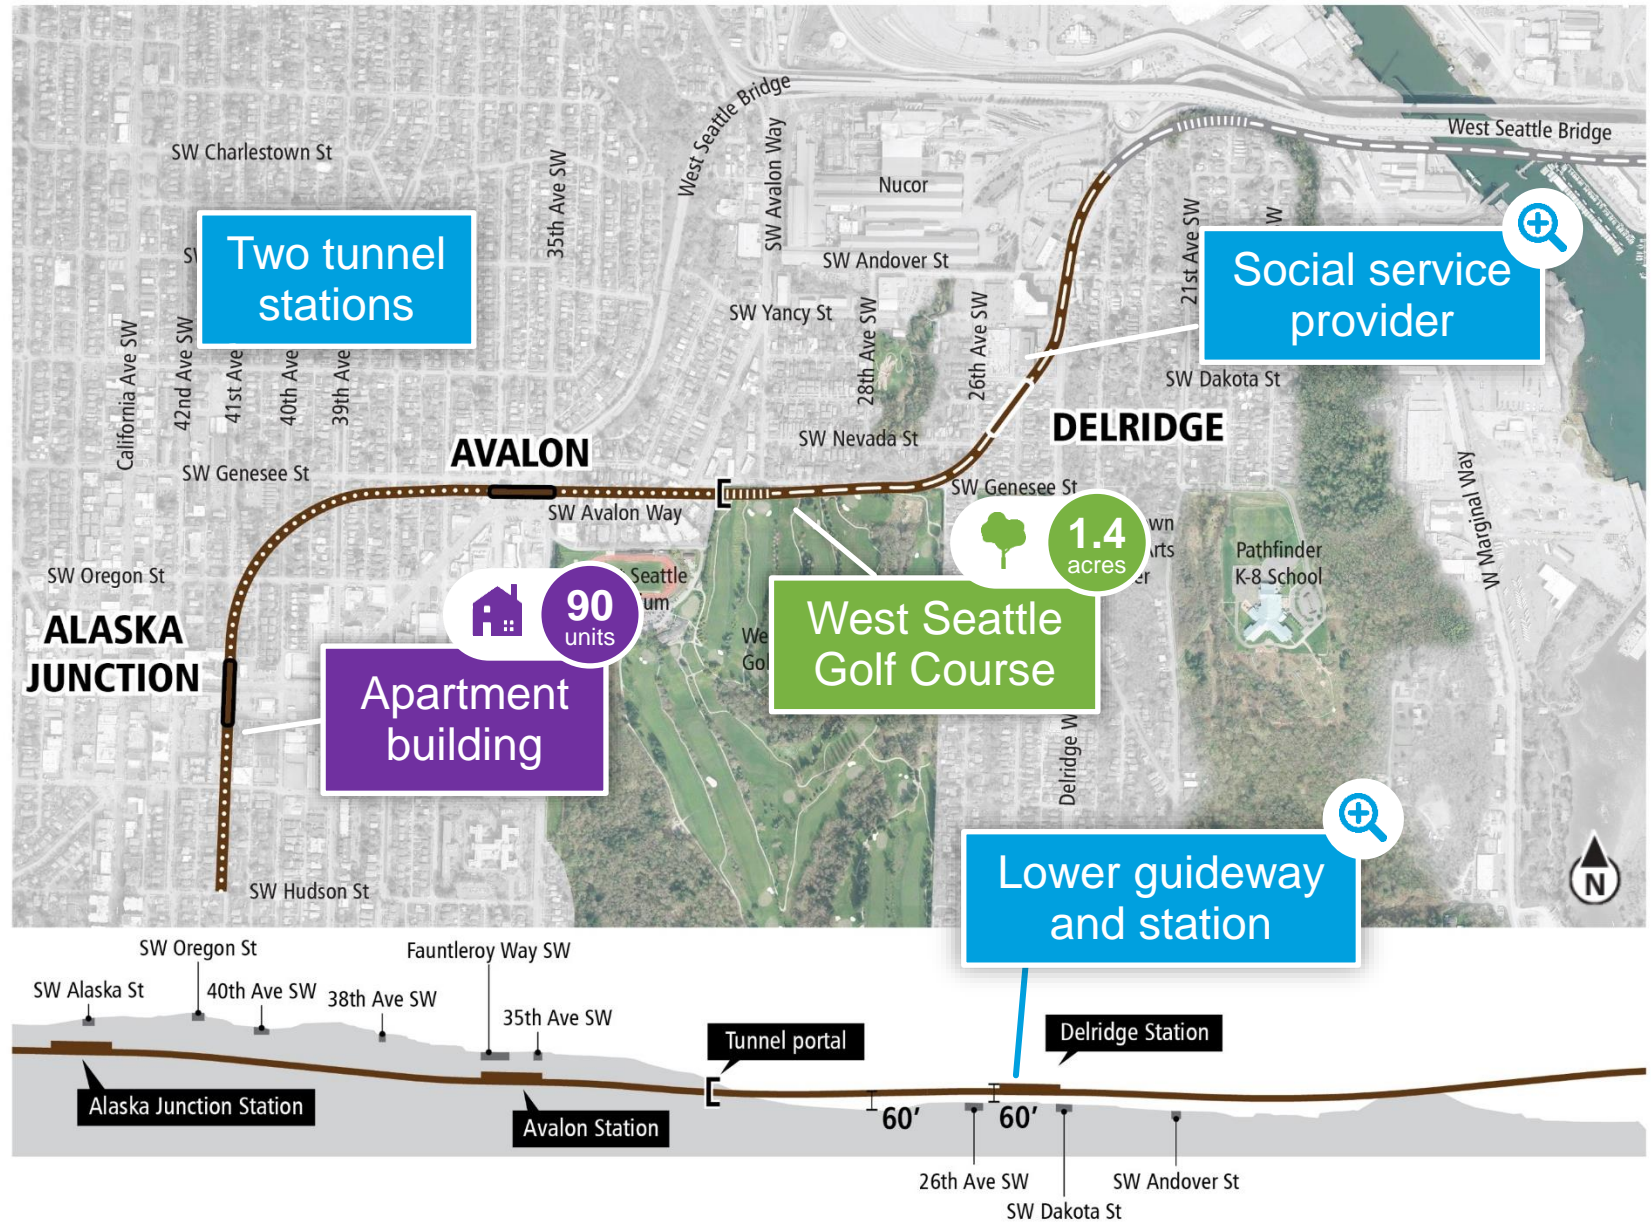 West Seattle Bridge
West Seattle Bridge
SW Charlestown St
35th Ave SW
SW Avalon Way
Nucor
SW Andover St
21st Ave SW
W
Two tunnel
stations
Social service
provider
SW Yancy St
28th Ave SW
26th Ave SW
California Ave SW
42nd Ave SW
41st Ave
40th Ave
39th Ave
SW Dakota St
DELRIDGE
SW Nevada St
AVALON
SW Genesee St
SW Genesee St
SW Avalon Way
W Marginal Way
1.4
acres
Pathfinder
K-8 School
SW Oregon St
Seattle
90
units
West Seattle
Golf Course
ALASKA
JUNCTION
Apartment
building
Delridge W
Lower guideway
and station
N
SW Hudson St
SW Oregon St
Fauntleroy Way SW
SW Alaska St
40th Ave SW
38th Ave SW
35th Ave SW
Tunnel portal
Delridge Station
Alaska Junction Station
Avalon Station
60'
60'
26th Ave SW
SW Andover St
SW Dakota St